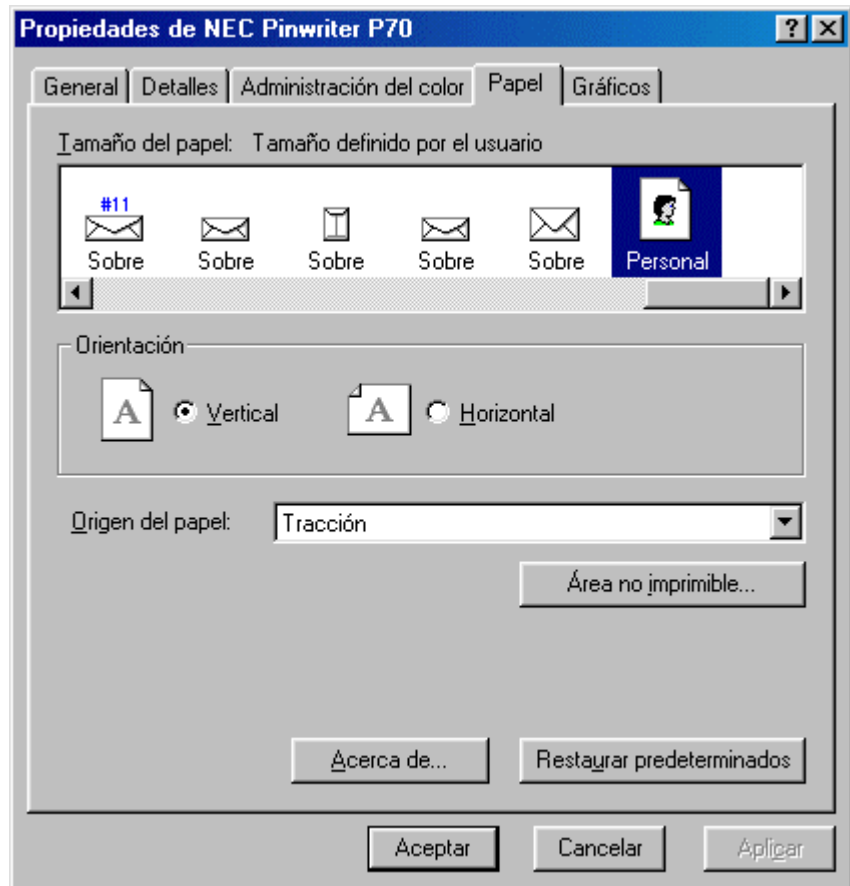 Propiedades de NEC Pinwriter P70
General Detalles Administración del color Papel Gráficos
Tamaño del papel: Tamaño definido por el usuario
#11
Sobre Sobre Sobre Sobre Sobre Personal
Orientación
A Vertical A Horizontal
Origen del papel: Tracción
Área no imprimible...
Acerca de... Restaurar predeterminados
Aceptar Cancelar Aplicar